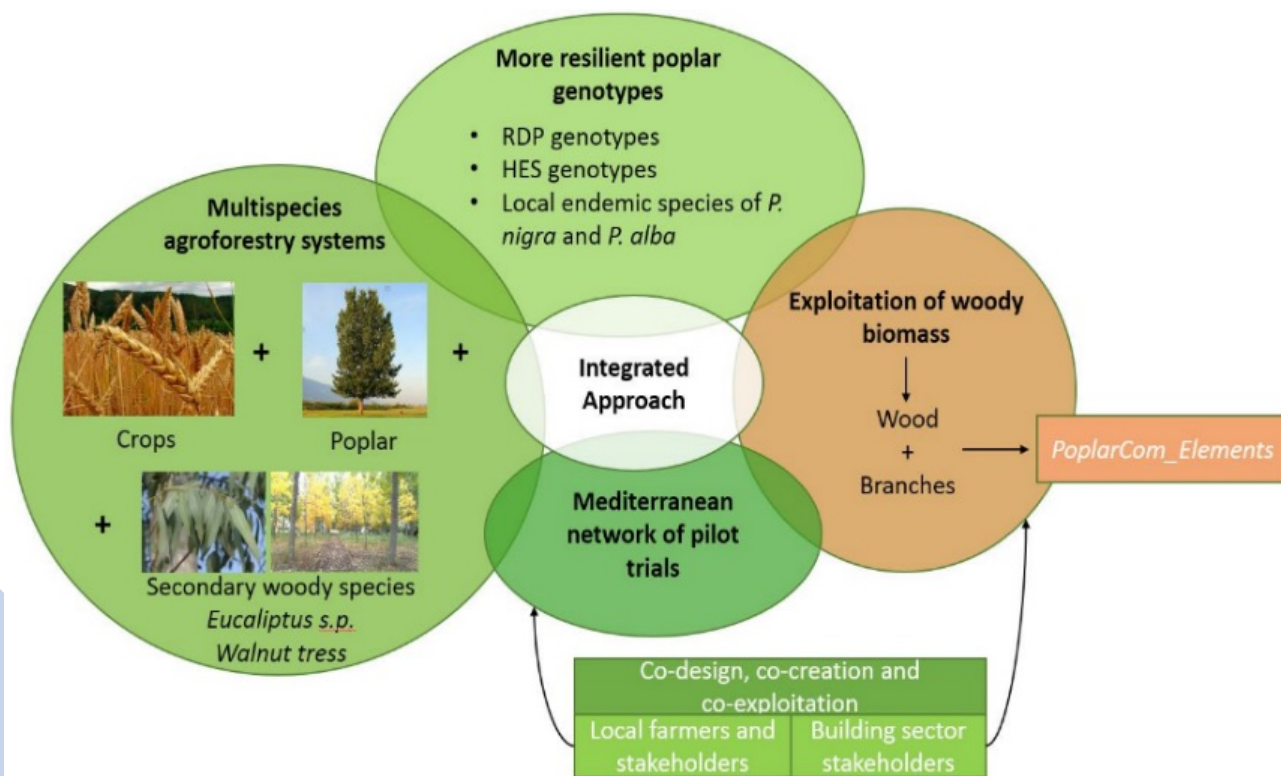 More resilient poplar
genotypes
• RDP genotypes
• HES genotypes
• Local endemic species of P.
nigra and P. alba
Multispecies
agroforestry systems
+
+
Crops
Poplar
+
Secondary woody species
Eucaliptus s.p.
Walnut tress
Integrated
Approach
Exploitation of woody
biomass
Wood
+
Branches
PoplarCom_Elements
Mediterranean
network of pilot
trials
Co-design, co-creation and
co-exploitation
Local farmers and
stakeholders
Building sector
stakeholders